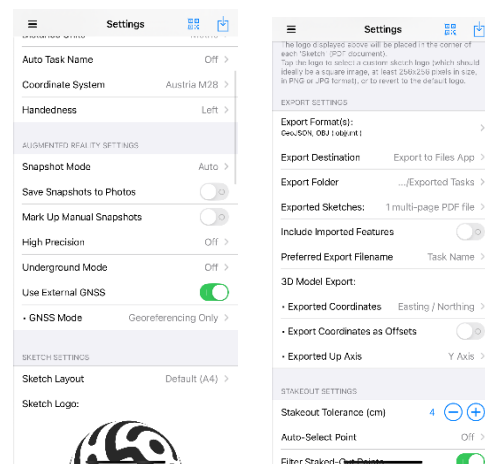 Settings
Auto Task Name Off
Coordinate System Austria M28
Handedness Left
AUGMENTED REALITY SETTINGS
Snapshot Mode Auto
Save Snapshots to Photos
Mark Up Manual Snapshots
High Precision Off
Underground Mode Off
Use External GNSS
• GNSS Mode Georeferencing Only
SKETCH SETTINGS
Sketch Layout Default (A4)
Sketch Logo:
Settings
The logo displayed above will be placed in the corner of
each 'Sketch' (PDF document).
Tap the logo to select a custom sketch logo (which should
ideally be a square image, at least 256x256 pixels in size,
in PNG or JPG format), or to revert to the default logo.
EXPORT SETTINGS
Export Format(s):
GeoJSON, OBJ (.obj,.mtl)
Export Destination Export to Files App
Export Folder .../Exported Tasks
Exported Sketches: 1 multi-page PDF file
Include Imported Features
Preferred Export Filename Task Name
3D Model Export:
• Exported Coordinates Easting / Northing
• Export Coordinates as Offsets
• Exported Up Axis Y Axis
STAKEOUT SETTINGS
Stakeout Tolerance (cm) 4
Auto-Select Point Off
Filter Staked-Out Points